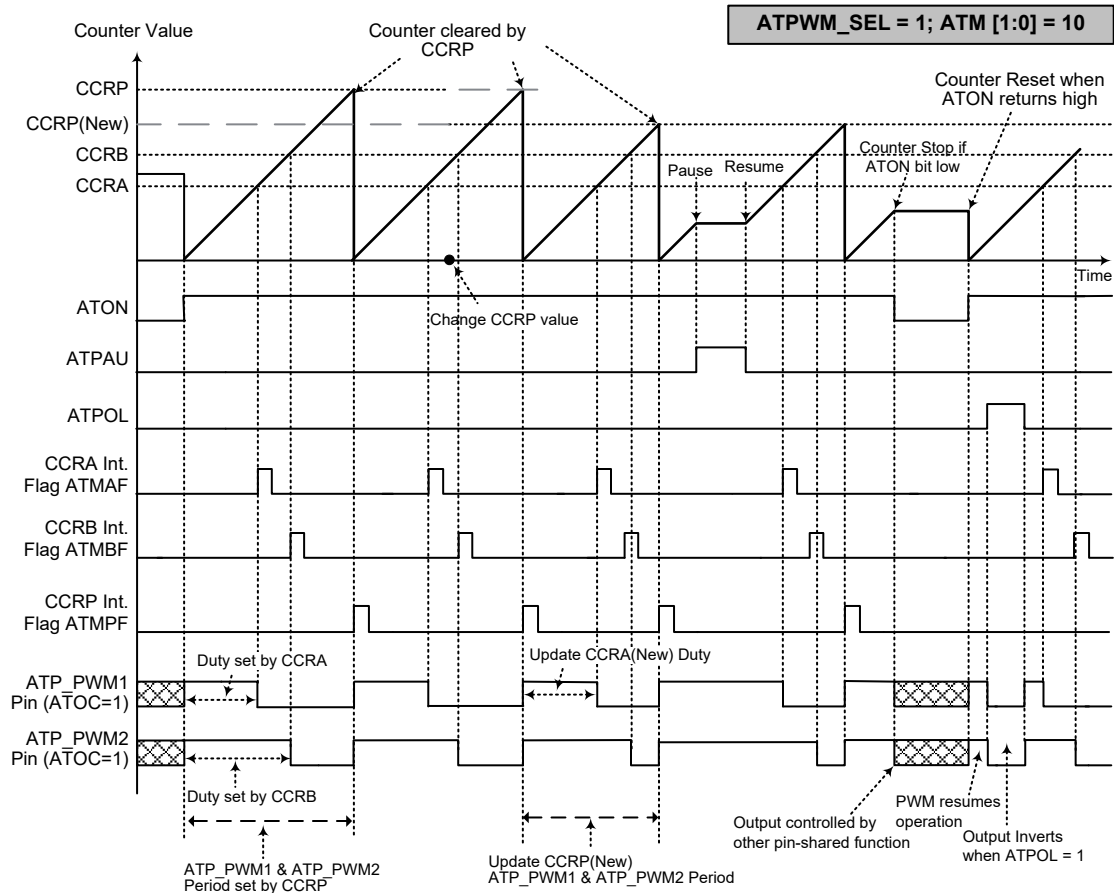 ATPWM_SEL = 1; ATM [1:0] = 10
Counter Value
Counter cleared by
CCRP
Counter Reset when
ATON returns high
CCRP
CCRP(New)
CCRB
CCRA
Counter Stop if
ATON bit low
Pause
Resume
Time
ATON
Change CCRP value
ATPAU
ATPOL
CCRA Int.
Flag ATMAF
CCRB Int.
Flag ATMBF
CCRP Int.
Flag ATMPF
Duty set by CCRA
Update CCRA(New) Duty
ATP_PWM1
Pin (ATOC=1)
ATP_PWM2
Pin (ATOC=1)
Duty set by CCRB
PWM resumes
operation
Output controlled by
other pin-shared function
Output Inverts
when ATPOL = 1
ATP_PWM1 & ATP_PWM2
Period set by CCRP
Update CCRP(New)
ATP_PWM1 & ATP_PWM2 Period